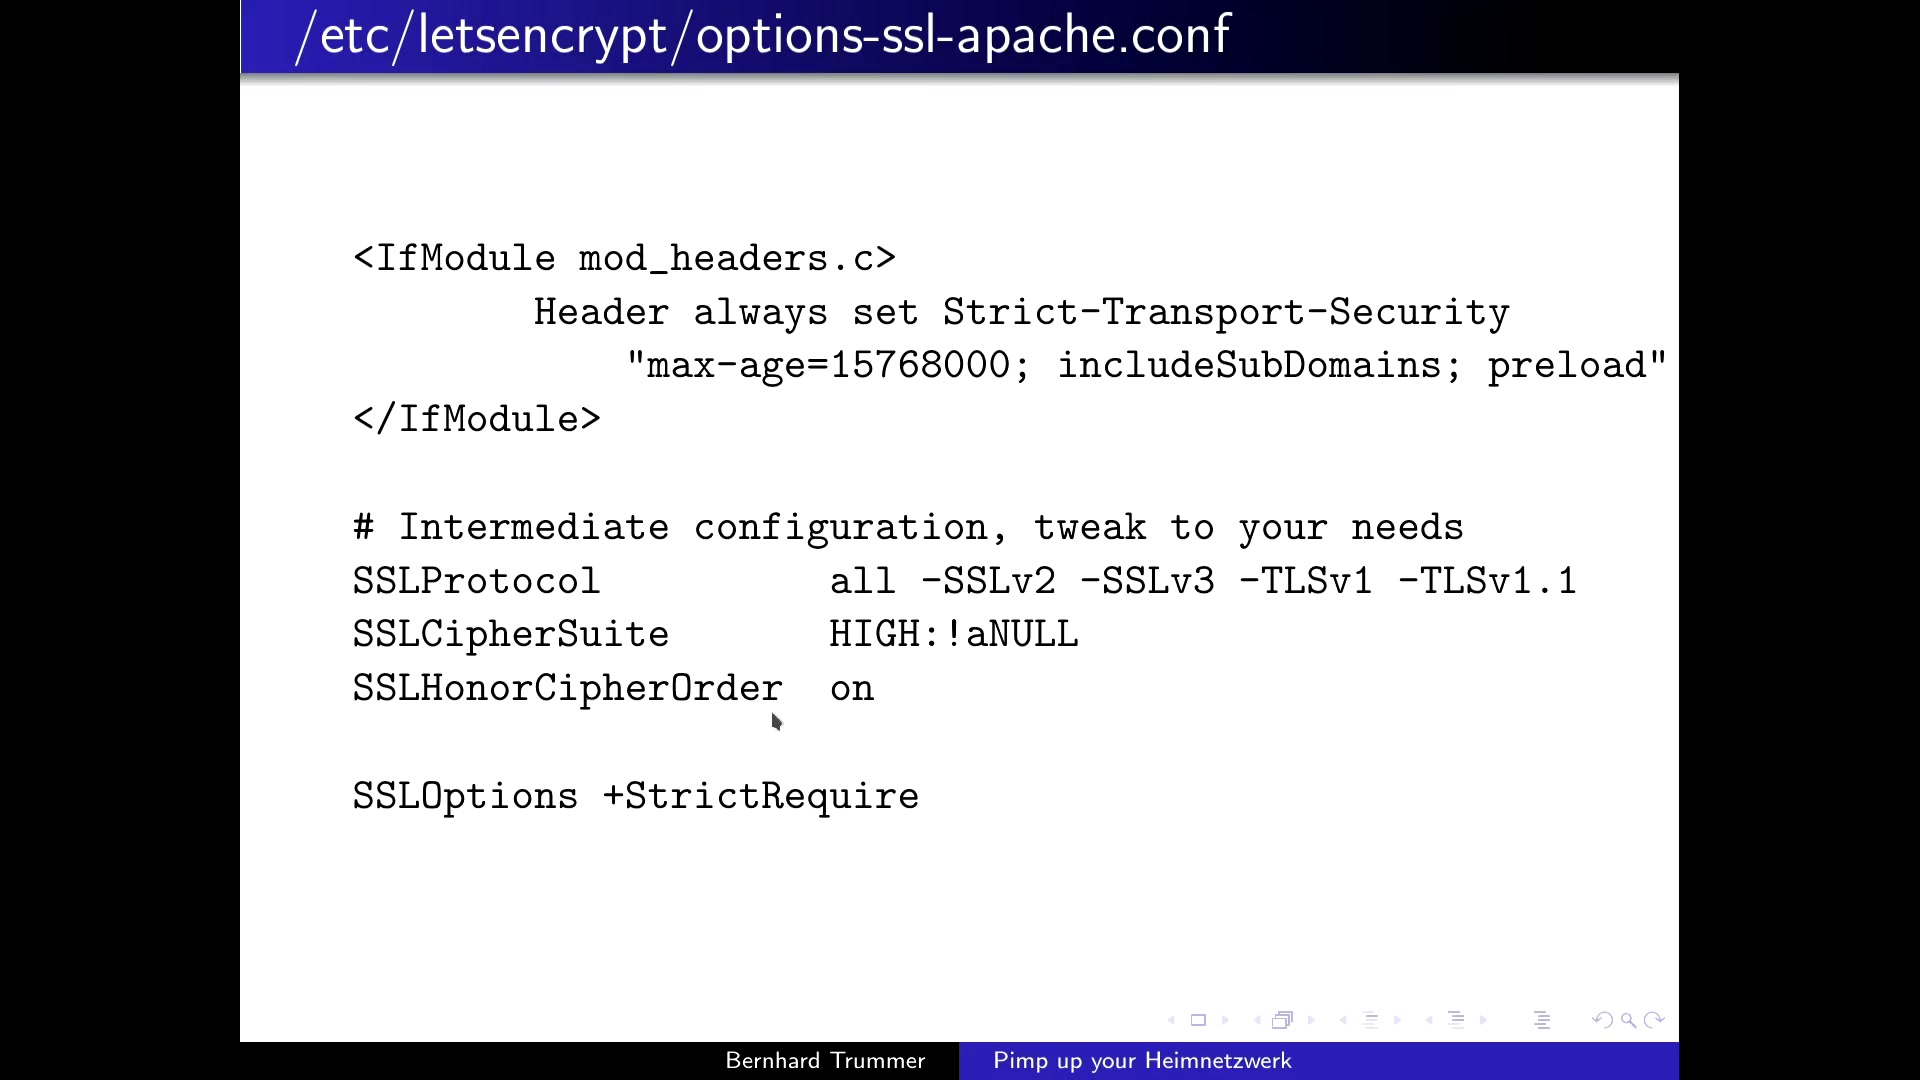 /etc/letsencrypt/options-ssl-apache.conf
<IfModule mod_headers.c>
Header always set Strict-Transport-Security
"max-age=15768000; includeSubDomains; preload"
</IfModule>
# Intermediate configuration, tweak to your needs
SSLProtocol all -SSLv2 -SSLv3 -TLSv1 -TLSv1.1
SSLCipherSuite HIGH:!aNULL
SSLHonorCipherOrder on
SSLOptions +StrictRequire
Bernhard Trummer
Pimp up your Heimnetzwerk